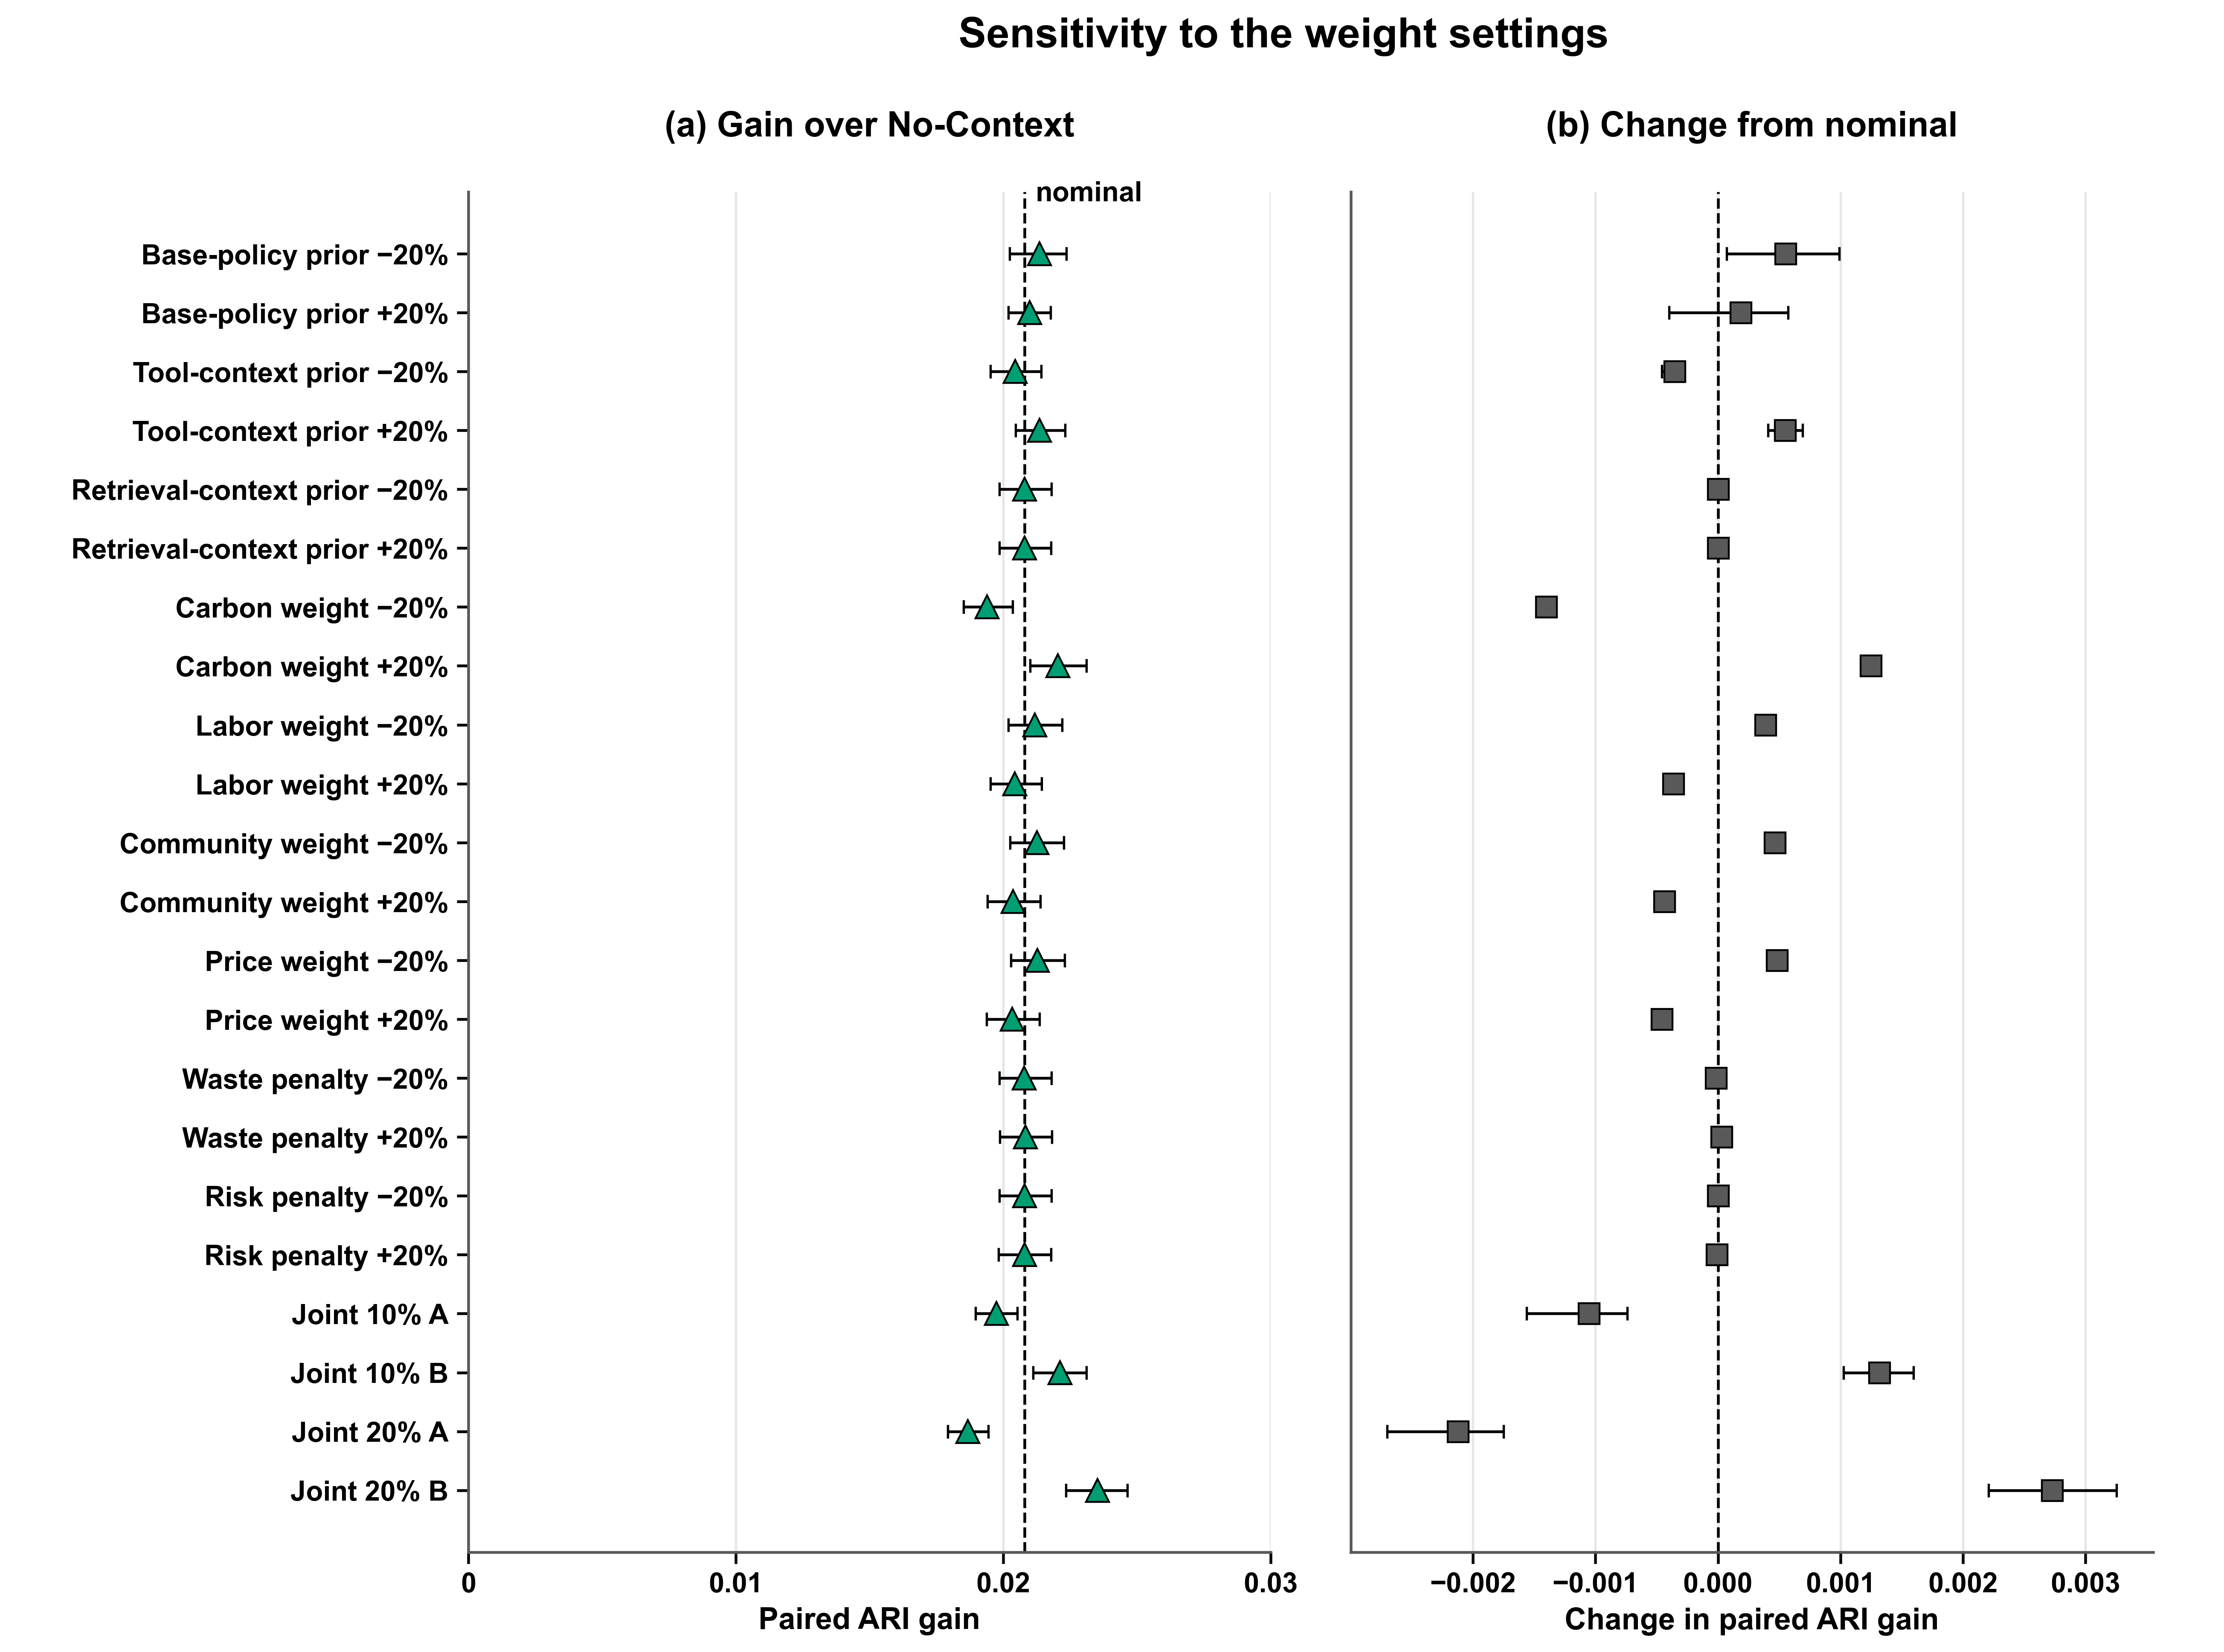 Sensitivity to the weight settings
(a) Gain over No-Context
(b) Change from nominal
nominal
Base-policy prior −20%
Base-policy prior +20%
Tool-context prior −20%
Tool-context prior +20%
Retrieval-context prior −20%
Retrieval-context prior +20%
Carbon weight −20%
Carbon weight +20%
Labor weight −20%
Labor weight +20%
Community weight −20%
Community weight +20%
Price weight −20%
Price weight +20%
Waste penalty −20%
Waste penalty +20%
Risk penalty −20%
Risk penalty +20%
Joint 10% A
Joint 10% B
Joint 20% A
Joint 20% B
0 0.01 0.02 0.03
Paired ARI gain
−0.002 −0.001 0.000 0.001 0.002 0.003
Change in paired ARI gain